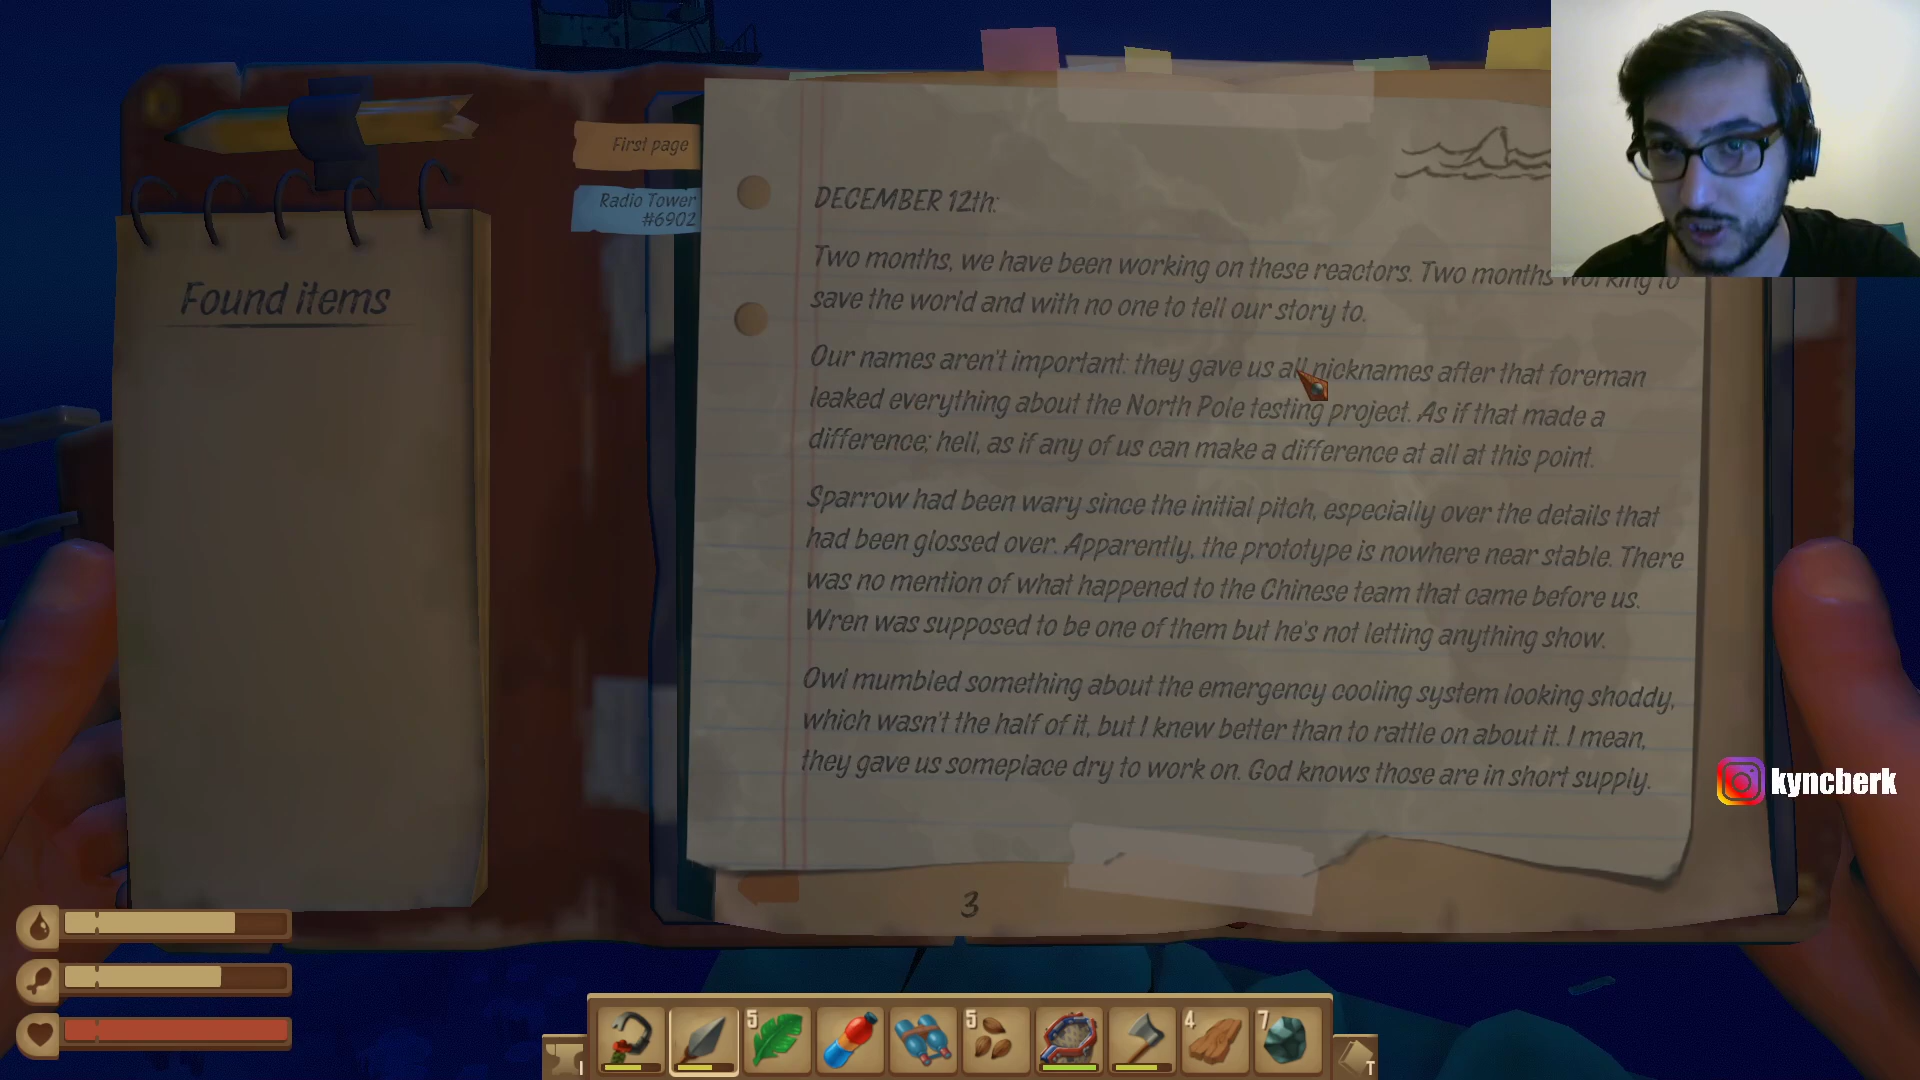 First page
Radio Tower
#6902
Found items
DECEMBER 12th:
Two months, we have been working on these reactors. Two months working to
save the world and with no one to tell our story to.
Our names aren't important: they gave us all nicknames after that foreman
leaked everything about the North Pole testing project. As if that made a
difference; hell, as if any of us can make a difference at all at this point.
Sparrow had been wary since the initial pitch, especially over the details that
had been glossed over. Apparently, the prototype is nowhere near stable. There
was no mention of what happened to the Chinese team that came before us.
Wren was supposed to be one of them but he's not letting anything show.
Owl mumbled something about the emergency cooling system looking shoddy,
which wasn't the half of it, but I knew better than to rattle on about it. I mean,
they gave us someplace dry to work on. God knows those are in short supply.
3
kyncberk
I
5
5
4
7
T